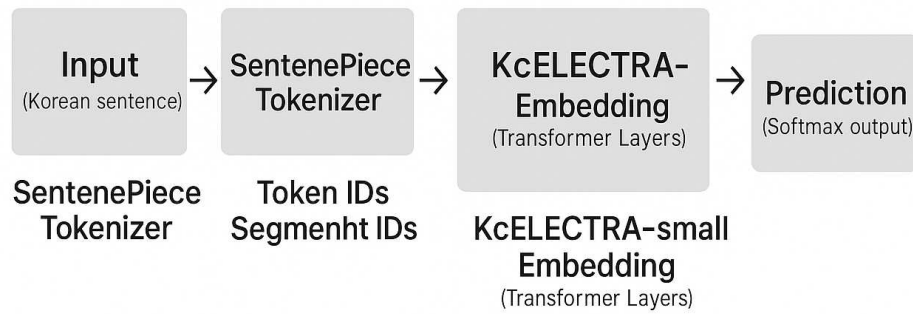 Input
(Korean sentence)
SentenePiece
Tokenizer
KcELECTRA-
Embedding
(Transformer Layers)
Prediction
(Softmax output)
SentenePiece
Tokenizer
Token IDs
Segmenht IDs
KcELECTRA-small
Embedding
(Transformer Layers)